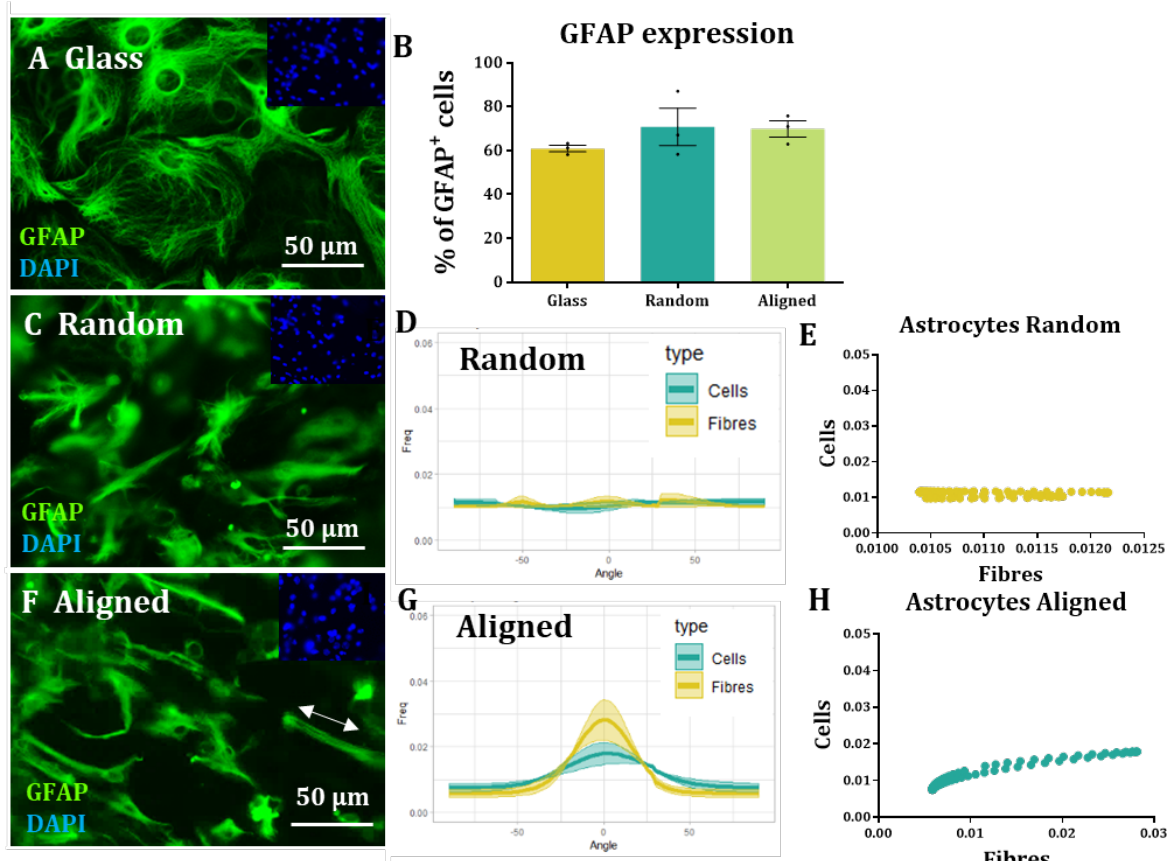 A Glass
GFAP
DAPI
50 µm
B
GFAP expression
% of GFAP⁺ cells
100
80
60
40
20
0
Glass
Random
Aligned
C Random
GFAP
DAPI
50 µm
D
Random
type
Cells
Fibres
Freq
0.06
0.04
0.02
0.00
-50
0
50
Angle
E
Astrocytes Random
Cells
0.05
0.04
0.03
0.02
0.01
0.00
0.0100
0.0105
0.0110
0.0115
0.0120
0.0125
Fibres
F Aligned
GFAP
DAPI
50 µm
G
Aligned
type
Cells
Fibres
Freq
0.06
0.04
0.02
0.00
-50
0
50
Angle
H
Astrocytes Aligned
Cells
0.05
0.04
0.03
0.02
0.01
0.00
0.00
0.01
0.02
0.03
Fibres